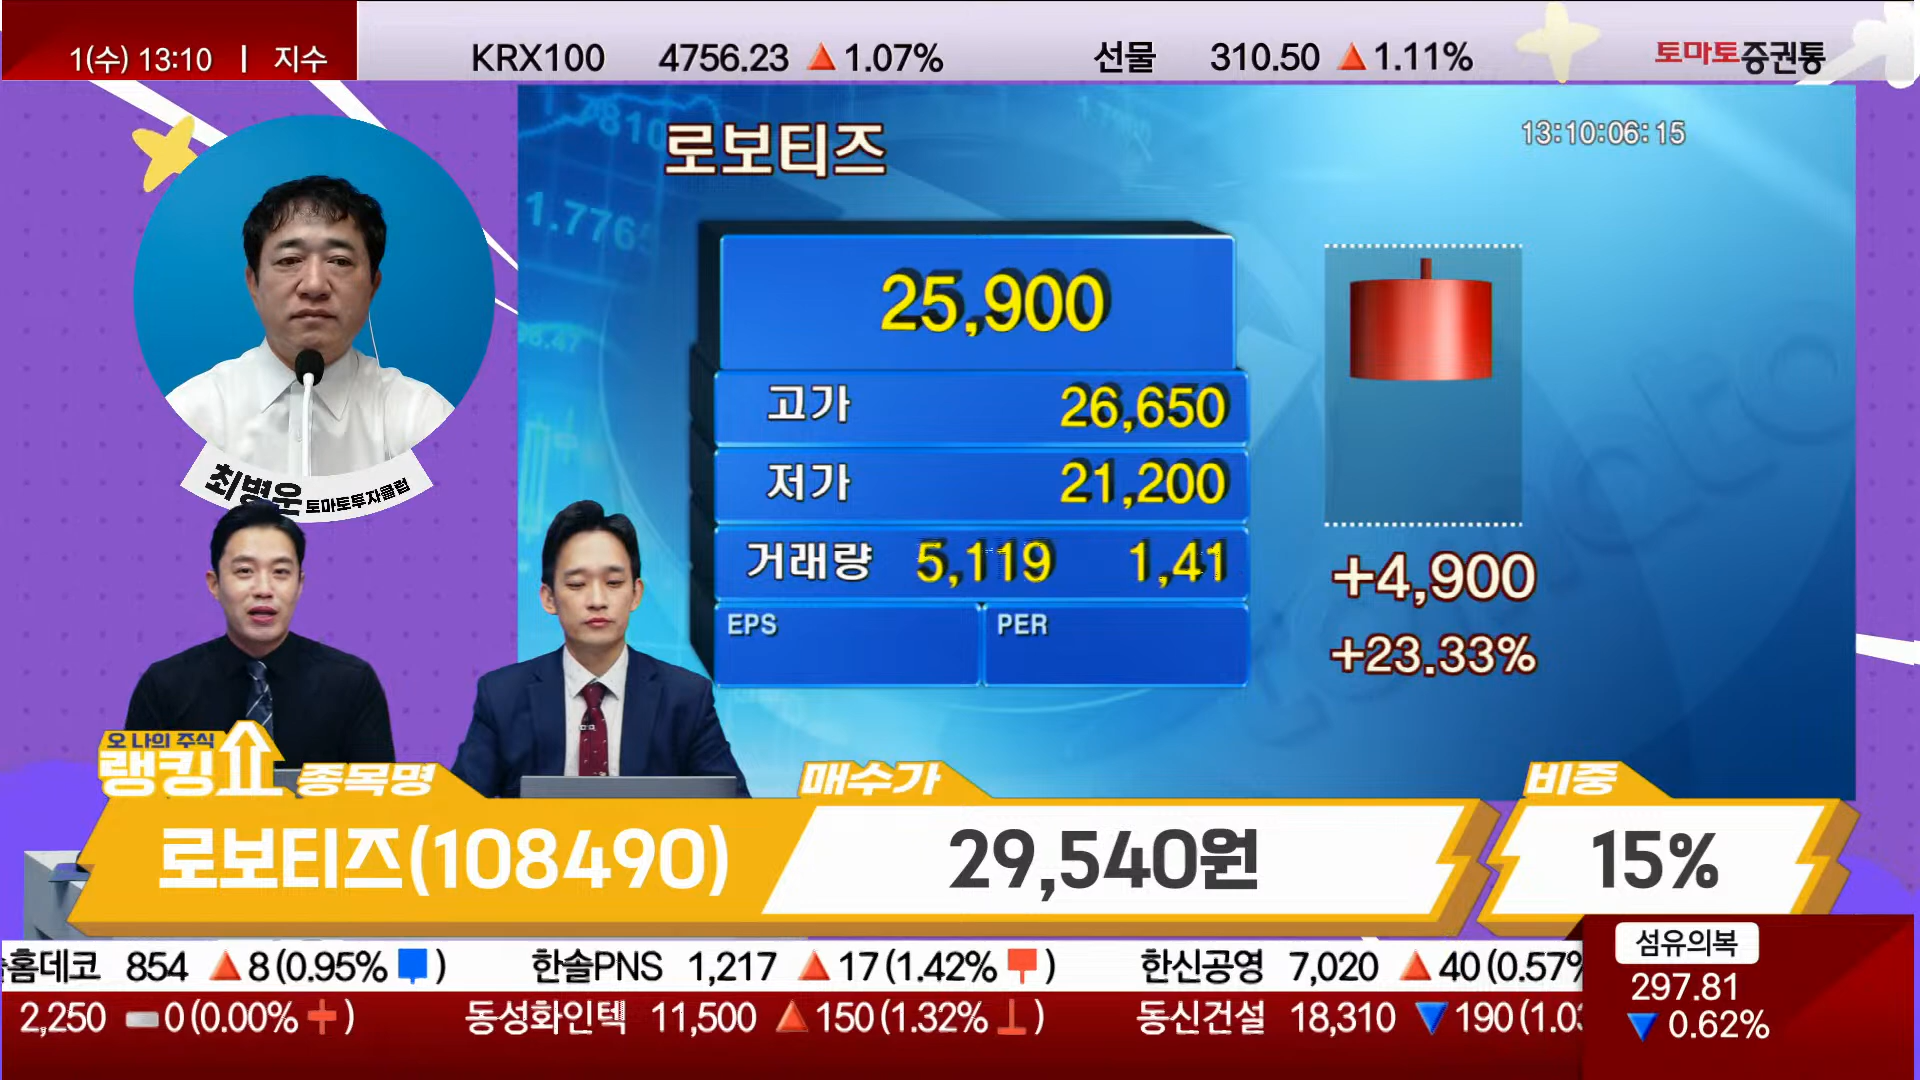 1(수) 13:10 | 지수
KRX100 4756.23 ▲1.07%
선물 310.50 ▲1.11%
토마토증권통
로보티즈
13:10:06:15
25,900
고가 26,650
저가 21,200
거래량 5,119 1,41
EPS
PER
+4,900
+23.33%
최병운 토마토투자클럽
오 나의 주식
랭킹
종목명
매수가
비중
로보티즈(108490)
29,540원
15%
홈데코 854 ▲8(0.95% ) 한솔PNS 1,217 ▲17(1.42% ) 한신공영 7,020 ▲40(0.57%
2,250 0(0.00% ) 동성화인텍 11,500 ▲150(1.32% ) 동신건설 18,310 ▼190(1.03
섬유의복
297.81
▼0.62%